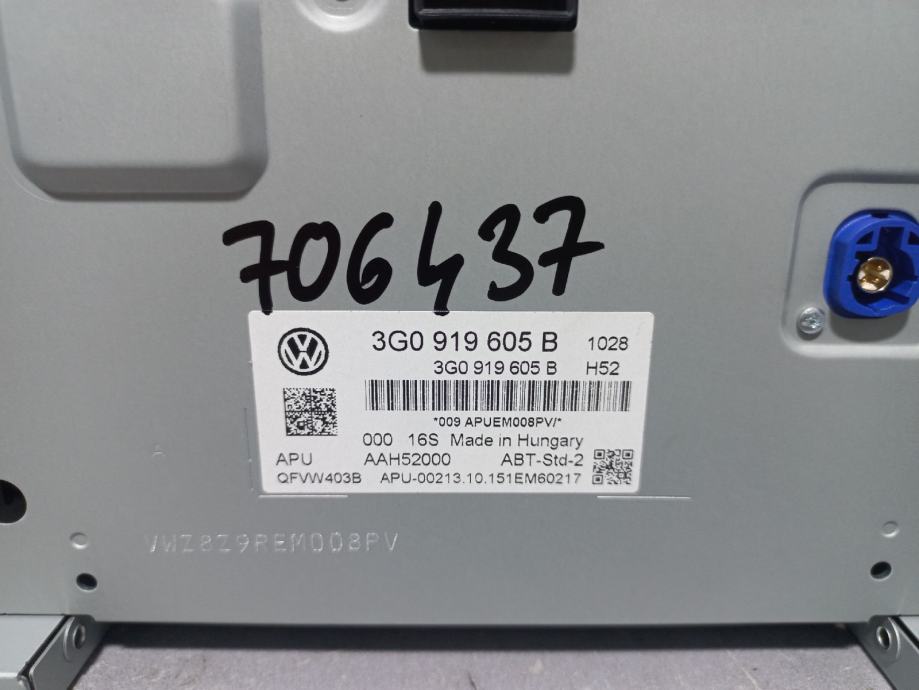 706437
3G0 919 605 B 1028
3G0 919 605 B H52
*009 APUEM008PV/*
000 16S Made in Hungary
APU AAH52000 ABT-Std-2
QFVW403B APU-00213.10.151EM60217
VWZ8Z9REM008PV